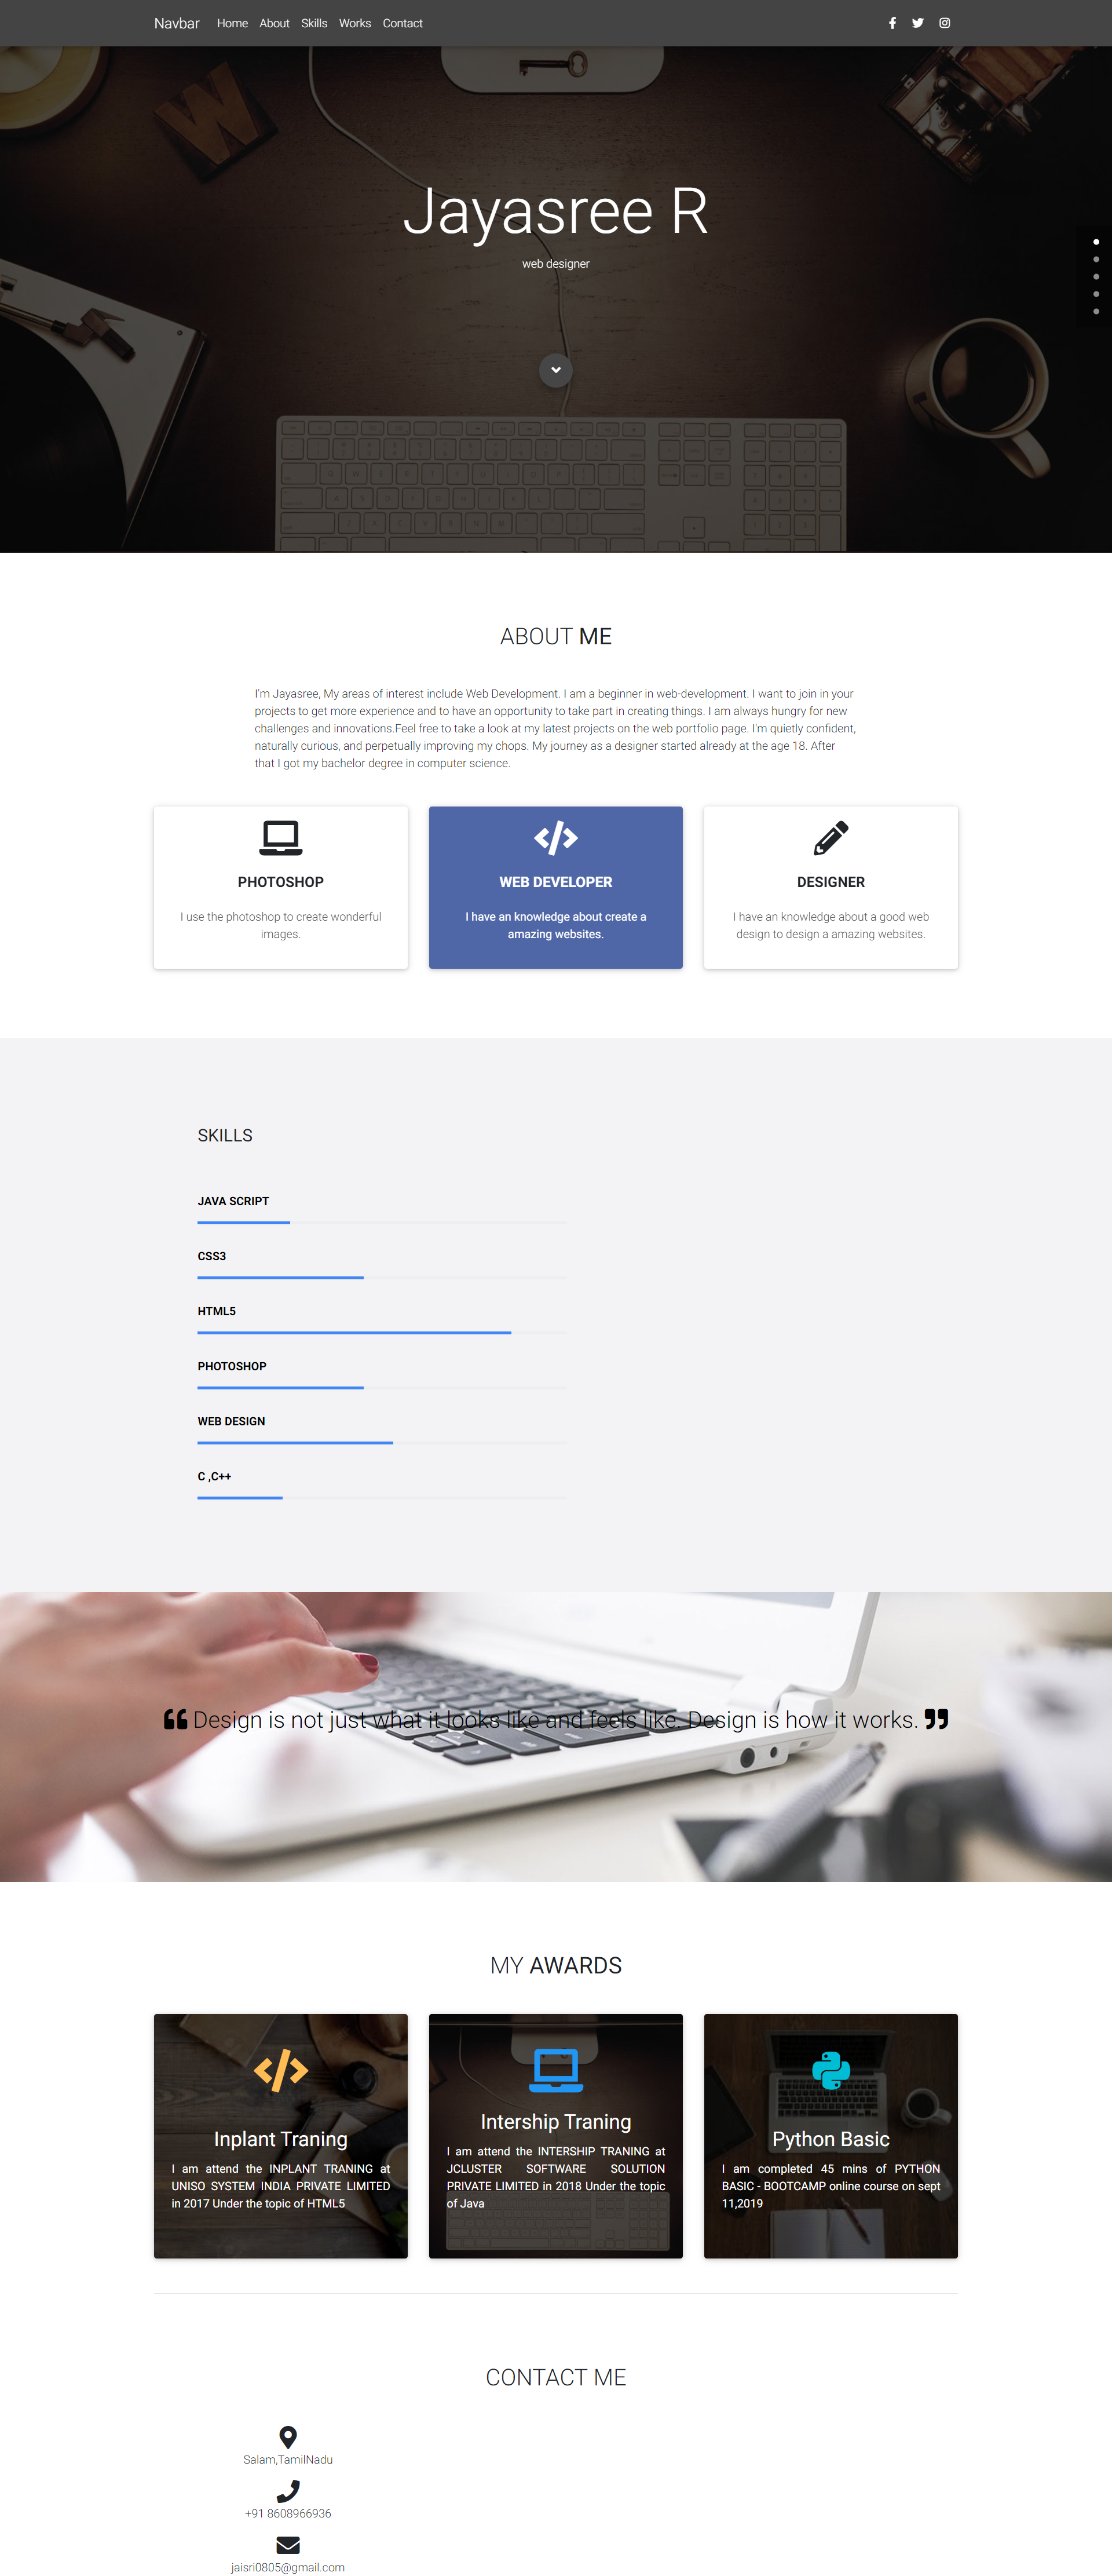 Navbar Home About Skills Works Contact
Jayasree R
web designer
ABOUT ME
I'm Jayasree, My areas of interest include Web Development. I am a beginner in web-development. I want to join in your
projects to get more experience and to have an opportunity to take part in creating things. I am always hungry for new
challenges and innovations.Feel free to take a look at my latest projects on the web portfolio page. I'm quietly confident,
naturally curious, and perpetually improving my chops. My journey as a designer started already at the age 18. After
that I got my bachelor degree in computer science.
PHOTOSHOP
I use the photoshop to create wonderful
images.
WEB DEVELOPER
I have an knowledge about create a
amazing websites.
DESIGNER
I have an knowledge about a good web
design to design a amazing websites.
SKILLS
JAVA SCRIPT
CSS3
HTML5
PHOTOSHOP
WEB DESIGN
C ,C++
Design is not just what it looks like and feels like. Design is how it works.
MY AWARDS
Inplant Traning
I am attend the INPLANT TRANING at
UNISO SYSTEM INDIA PRIVATE LIMITED
in 2017 Under the topic of HTML5
Intership Traning
I am attend the INTERSHIP TRANING at
JCLUSTER SOFTWARE SOLUTION
PRIVATE LIMITED in 2018 Under the topic
of Java
Python Basic
I am completed 45 mins of PYTHON
BASIC - BOOTCAMP online course on sept
11,2019
CONTACT ME
Salam,TamilNadu
+91 8608966936
jaisri0805@gmail.com